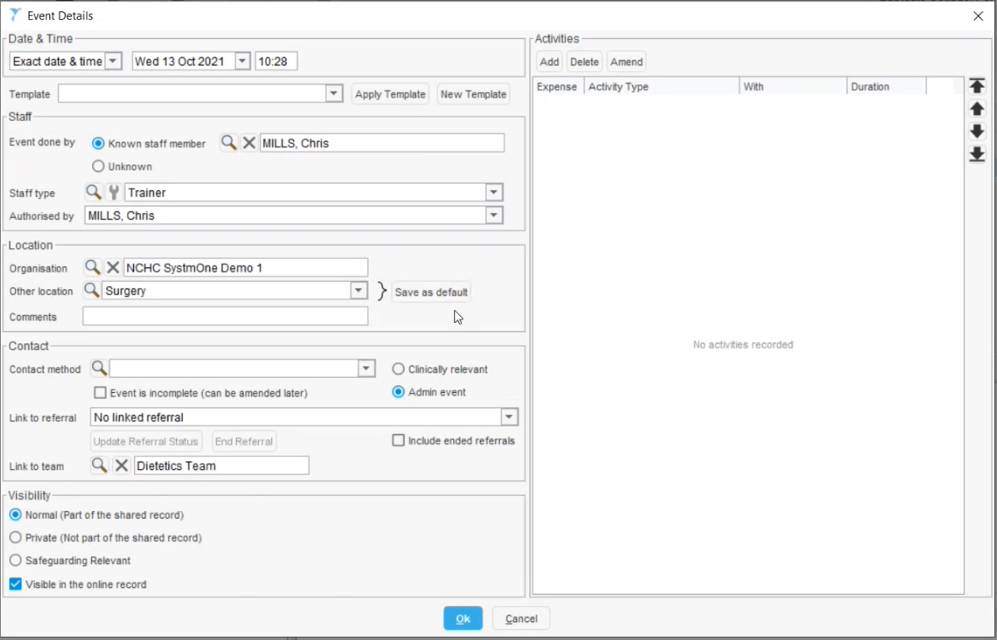 Event Details
Date & Time
Exact date & time Wed 13 Oct 2021 10:28
Template Apply Template New Template
Staff
Event done by Known staff member MILLS, Chris
Unknown
Staff type Trainer
Authorised by MILLS, Chris
Location
Organisation NCHC SystmOne Demo 1
Other location Surgery } Save as default
Comments
Contact
Contact method Clinically relevant
Event is incomplete (can be amended later) Admin event
Link to referral No linked referral
Update Referral Status End Referral Include ended referrals
Link to team Dietetics Team
Visibility
Normal (Part of the shared record)
Private (Not part of the shared record)
Safeguarding Relevant
Visible in the online record
Activities
Add Delete Amend
Expense Activity Type With Duration
No activities recorded
Ok Cancel